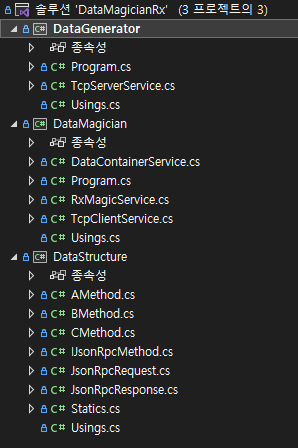 솔루션 'DataMagicianRx' (3 프로젝트의 3)
C# DataGenerator
종속성
C# Program.cs
C# TcpServerService.cs
C# Usings.cs
C# DataMagician
종속성
C# DataContainerService.cs
C# Program.cs
C# RxMagicService.cs
C# TcpClientService.cs
C# Usings.cs
C# DataStructure
종속성
C# AMethod.cs
C# BMethod.cs
C# CMethod.cs
C# IJsonRpcMethod.cs
C# JsonRpcRequest.cs
C# JsonRpcResponse.cs
C# Statics.cs
C# Usings.cs